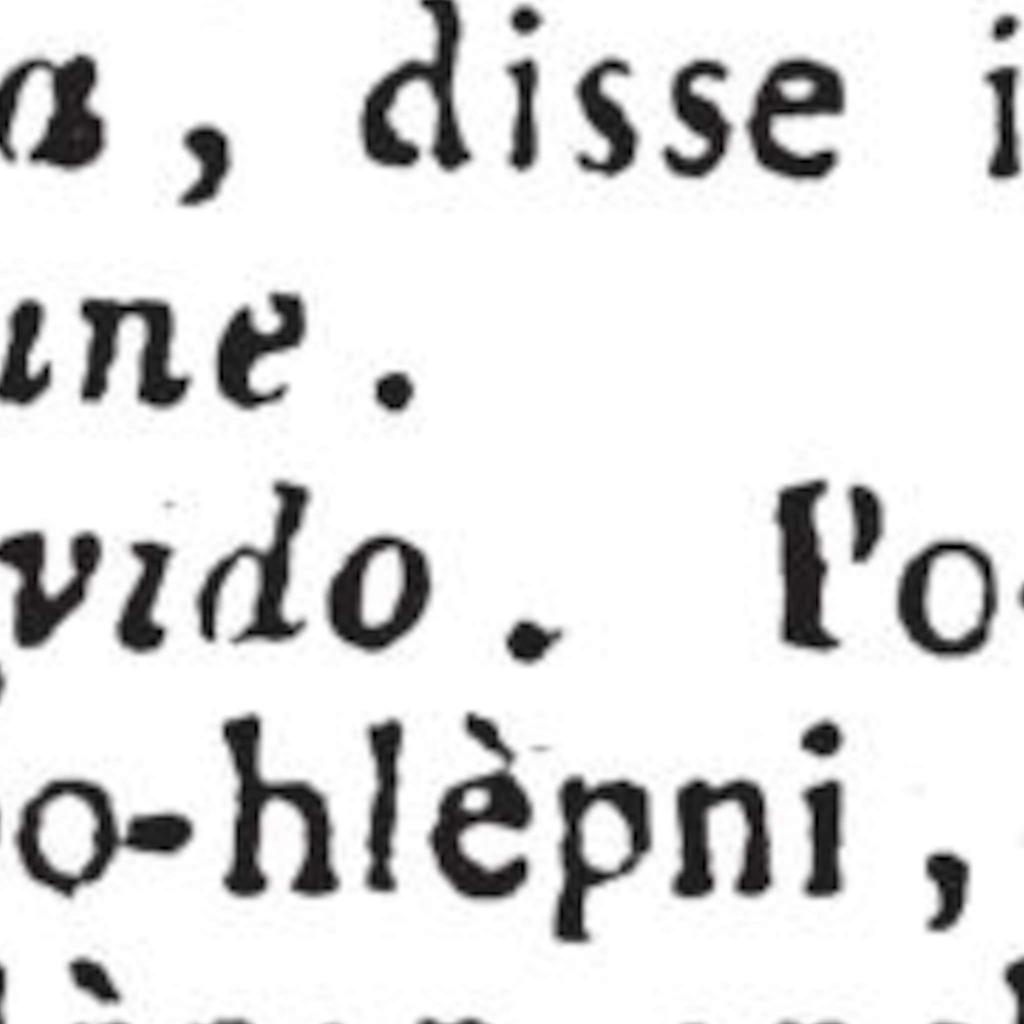 a, disse i
une.
vido. l'o
o-hlèpni,